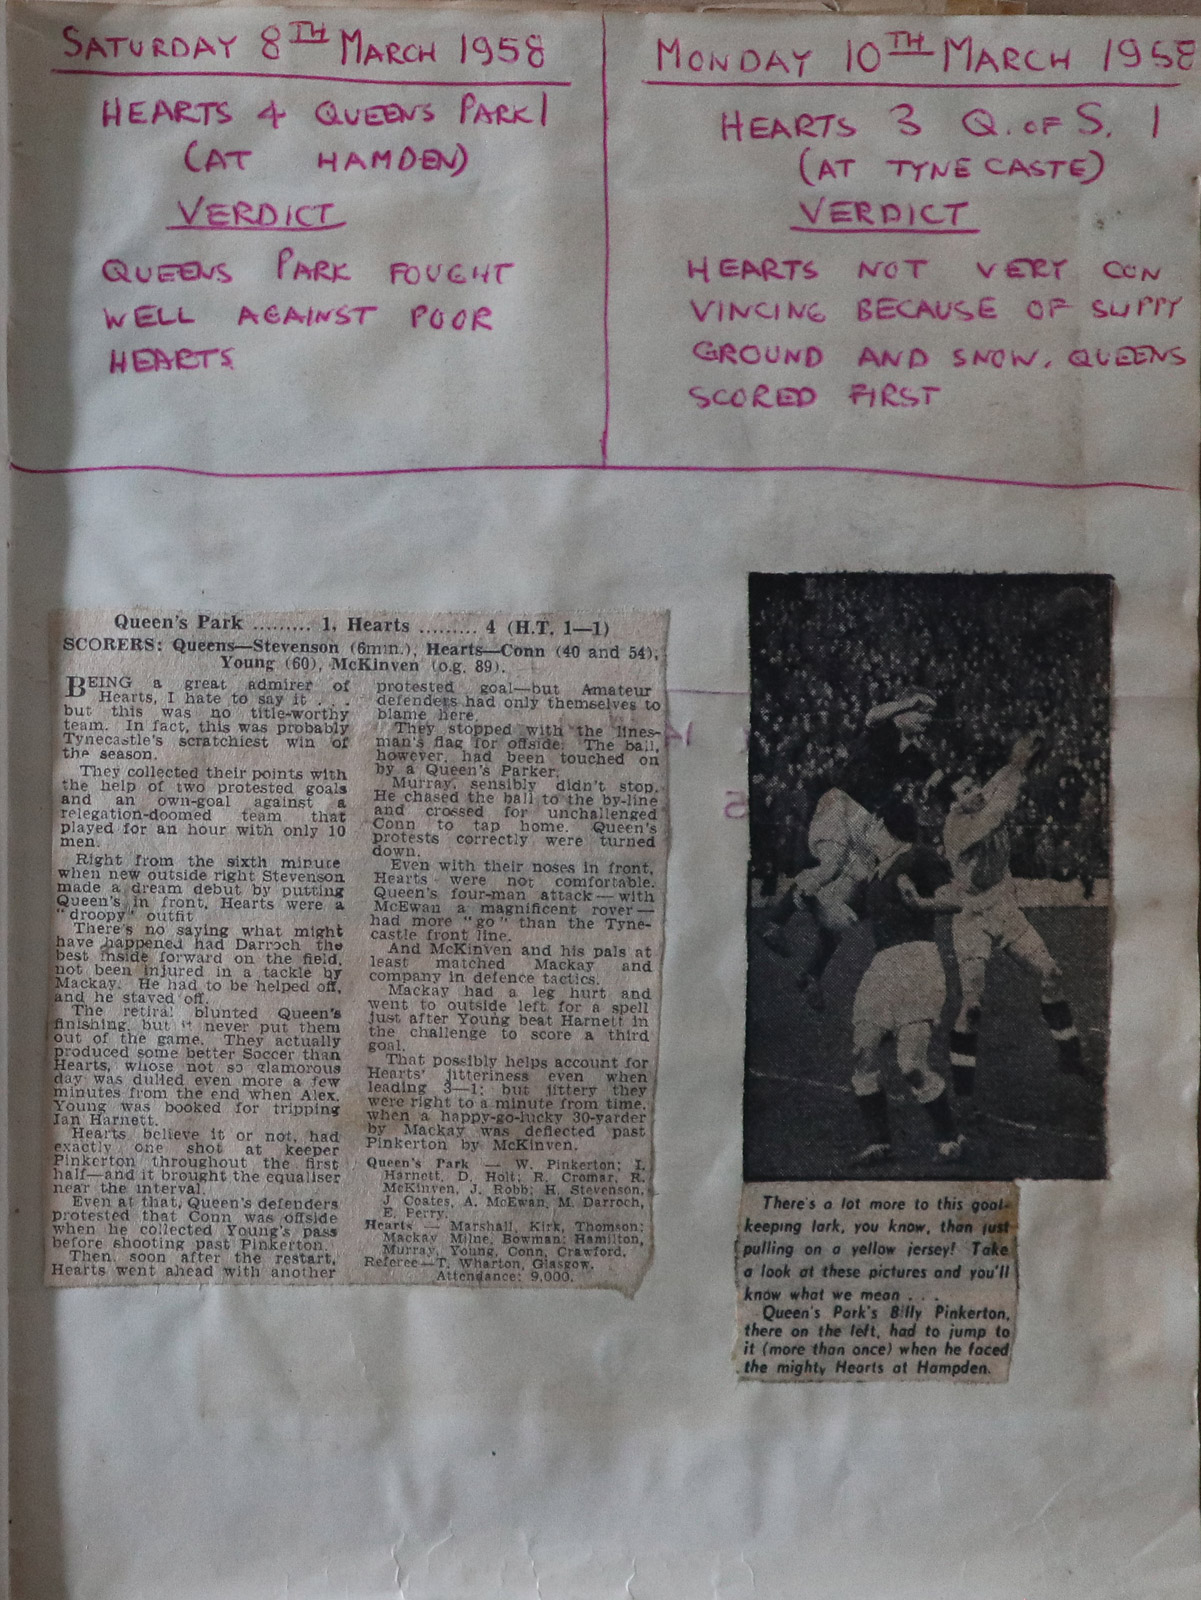 SATURDAY 8TH MARCH 1958
HEARTS 4 QUEENS PARK 1
(AT HAMDEN)
VERDICT
QUEENS PARK FOUGHT
WELL AGAINST POOR
HEARTS
MONDAY 10TH MARCH 1958
HEARTS 3 Q. OF S. 1
(AT TYNECASTE)
VERDICT
HEARTS NOT VERY CON
VINCING BECAUSE OF SLIPPY
GROUND AND SNOW. QUEENS
SCORED FIRST
Queen's Park ......... 1, Hearts ......... 4 (H.T. 1—1)
SCORERS: Queens—Stevenson (6min.), Hearts—Conn (40 and 54),
Young (60), McKinven (o.g. 89).
BEING a great admirer of
Hearts, I hate to say it . . .
but this was no title-worthy
team. In fact, this was probably
Tynecastle's scratchiest win of
the season.
They collected their points with
the help of two protested goals
and an own-goal against a
relegation-doomed team that
played for an hour with only 10
men.
Right from the sixth minute
when new outside right Stevenson
made a dream debut by putting
Queen's in front, Hearts were a
"droopy" outfit
There's no saying what might
have happened had Darroch the
best inside forward on the field,
not been injured in a tackle by
Mackay. He had to be helped off,
and he stayed off.
The retiral blunted Queen's
finishing, but it never put them
out of the game. They actually
produced some better Soccer than
Hearts, whose not so glamorous
day was dulled even more a few
minutes from the end when Alex.
Young was booked for tripping
Ian Harnett.
Hearts believe it or not, had
exactly one shot at keeper
Pinkerton throughout the first
half—and it brought the equaliser
near the interval.
Even at that, Queen's defenders
protested that Conn was offside
when he collected Young's pass
before shooting past Pinkerton.
Then, soon after the restart,
Hearts went ahead with another
protested goal—but Amateur
defenders had only themselves to
blame here.
They stopped with the lines-
man's flag for offside. The ball,
however, had been touched on
by a Queen's Parker.
Murray, sensibly didn't stop.
He chased the ball to the by-line
and crossed for unchallenged
Conn to tap home. Queen's
protests correctly were turned
down.
Even with their noses in front,
Hearts were not comfortable.
Queen's four-man attack—with
McEwan a magnificent rover—
had more "go" than the Tyne-
castle front line.
And McKinven and his pals at
least matched Mackay and
company in defence tactics.
Mackay had a leg hurt and
went to outside left for a spell
just after Young beat Harnett in
the challenge to score a third
goal.
That possibly helps account for
Hearts' jitteriness even when
leading 3—1; but jittery they
were right to a minute from time,
when a happy-go-lucky 30-yarder
by Mackay was deflected past
Pinkerton by McKinven.
Queen's Park — W. Pinkerton; I.
Harnett, D. Holt; R. Cromar, R.
McKinven, J. Robb; H. Stevenson,
J Coates, A. McEwan, M. Darroch,
E. Perry.
Hearts — Marshall, Kirk, Thomson;
Mackay Milne, Bowman; Hamilton,
Murray, Young, Conn, Crawford.
Referee—T. Wharton, Glasgow.
Attendance: 9,000.
There's a lot more to this goal-
keeping lark, you know, than just
pulling on a yellow jersey! Take
a look at these pictures and you'll
know what we mean . . .
Queen's Park's Billy Pinkerton,
there on the left, had to jump to
it (more than once) when he faced
the mighty Hearts at Hampden.